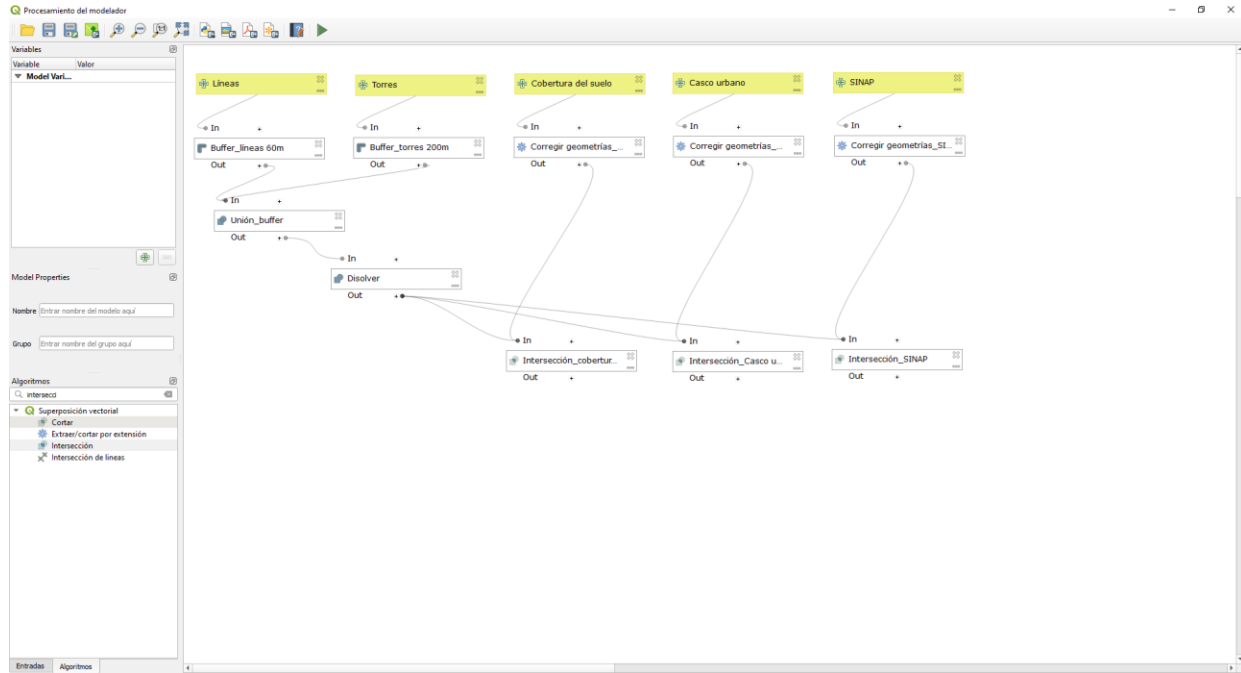 Procesamiento del modelador
Variables
Variable Valor
Model Vari...
Model Properties
Nombre Entrar nombre del modelo aquí
Grupo Entrar nombre del grupo aquí
Algoritmos
intersecci
Superposición vectorial
Cortar
Extraer/cortar por extensión
Intersección
Intersección de líneas
Entradas Algoritmos
Líneas Torres Cobertura del suelo Casco urbano SINAP
In + In + In + In + In +
Buffer_líneas 60m Buffer_torres 200m Corregir geometrías_... Corregir geometrías_... Corregir geometrías_SI...
Out + Out + Out + Out + Out +
In +
Unión_buffer
Out +
In +
Disolver
Out +
In + In + In +
Intersección_cobertur... Intersección_Casco u... Intersección_SINAP
Out + Out + Out +